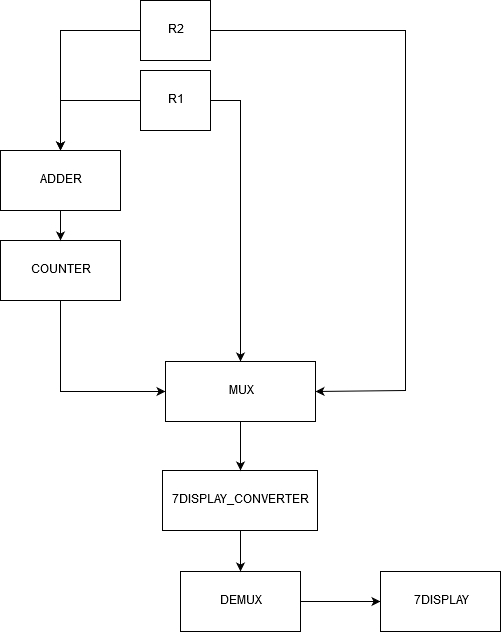 R2
R1
ADDER
COUNTER
MUX
7DISPLAY_CONVERTER
DEMUX
7DISPLAY